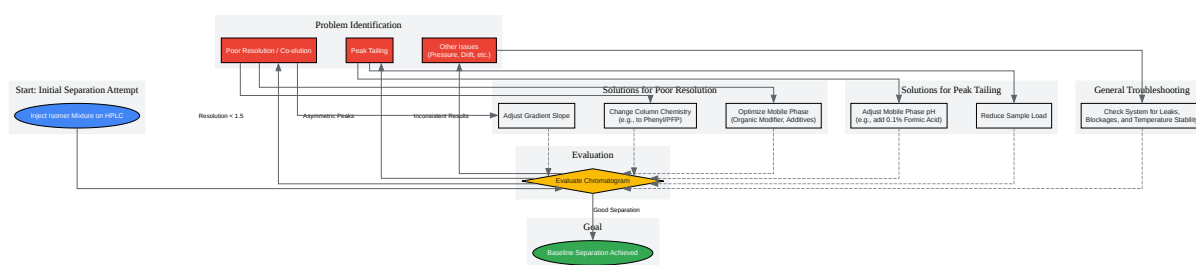 Problem Identification
Poor Resolution / Co-elution
Peak Tailing
Other Issues
(Pressure, Drift, etc.)
Start: Initial Separation Attempt
Inject Isomer Mixture on HPLC
Resolution < 1.5
Asymmetric Peaks
Inconsistent Results
Solutions for Poor Resolution
Adjust Gradient Slope
Change Column Chemistry
(e.g., to Phenyl/PFP)
Optimize Mobile Phase
(Organic Modifier, Additives)
Solutions for Peak Tailing
Adjust Mobile Phase pH
(e.g., add 0.1% Formic Acid)
Reduce Sample Load
General Troubleshooting
Check System for Leaks,
Blockages, and Temperature Stability
Evaluation
Evaluate Chromatogram
Good Separation
Goal
Baseline Separation Achieved